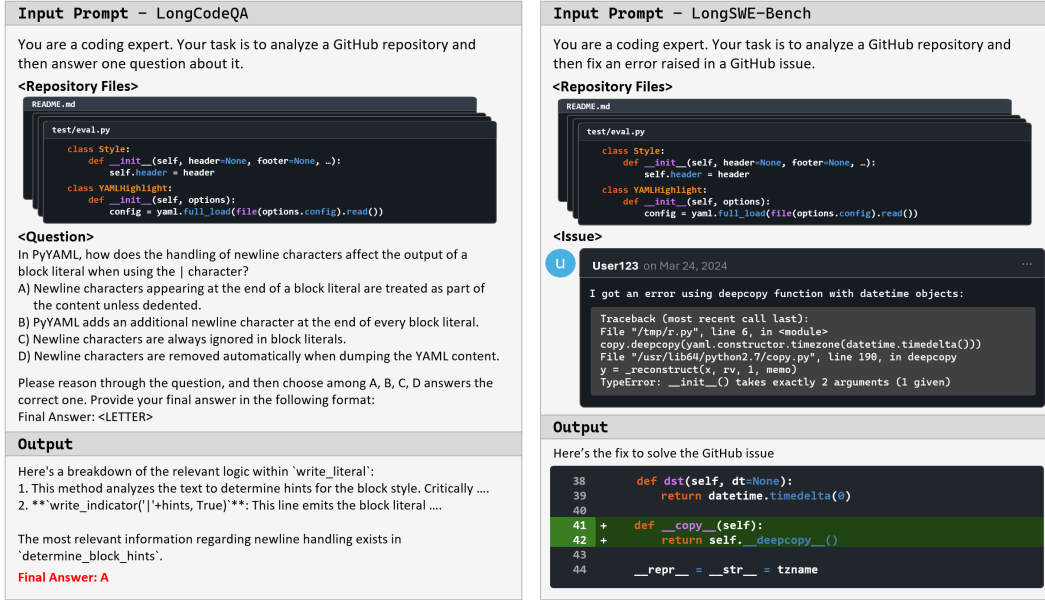 Input Prompt – LongCodeQA
You are a coding expert. Your task is to analyze a GitHub repository and
then answer one question about it.
<Repository Files>
README.md
test/eval.py
class Style:
def __init__(self, header=None, footer=None, …):
self.header = header
class YAMLHighlight:
def __init__(self, options):
config = yaml.full_load(file(options.config).read())
<Question>
In PyYAML, how does the handling of newline characters affect the output of a
block literal when using the | character?
A) Newline characters appearing at the end of a block literal are treated as part of
the content unless dedented.
B) PyYAML adds an additional newline character at the end of every block literal.
C) Newline characters are always ignored in block literals.
D) Newline characters are removed automatically when dumping the YAML content.
Please reason through the question, and then choose among A, B, C, D answers the
correct one. Provide your final answer in the following format:
Final Answer: <LETTER>
Output
Here's a breakdown of the relevant logic within `write_literal`:
1. This method analyzes the text to determine hints for the block style. Critically ….
2. **`write_indicator('|'+hints, True)`**: This line emits the block literal ….
The most relevant information regarding newline handling exists in
`determine_block_hints`.
Final Answer: A
Input Prompt – LongSWE-Bench
You are a coding expert. Your task is to analyze a GitHub repository and
then fix an error raised in a GitHub issue.
<Repository Files>
README.md
test/eval.py
class Style:
def __init__(self, header=None, footer=None, …):
self.header = header
class YAMLHighlight:
def __init__(self, options):
config = yaml.full_load(file(options.config).read())
<Issue>
u
User123 on Mar 24, 2024 ...
I got an error using deepcopy function with datetime objects:
Traceback (most recent call last):
File "/tmp/r.py", line 6, in <module>
copy.deepcopy(yaml.constructor.timezone(datetime.timedelta()))
File "/usr/lib64/python2.7/copy.py", line 190, in deepcopy
y = _reconstruct(x, rv, 1, memo)
TypeError: __init__() takes exactly 2 arguments (1 given)
Output
Here's the fix to solve the GitHub issue
38 def dst(self, dt=None):
39 return datetime.timedelta(0)
40
41 + def __copy__(self):
42 + return self.__deepcopy__()
43
44 __repr__ = __str__ = tzname